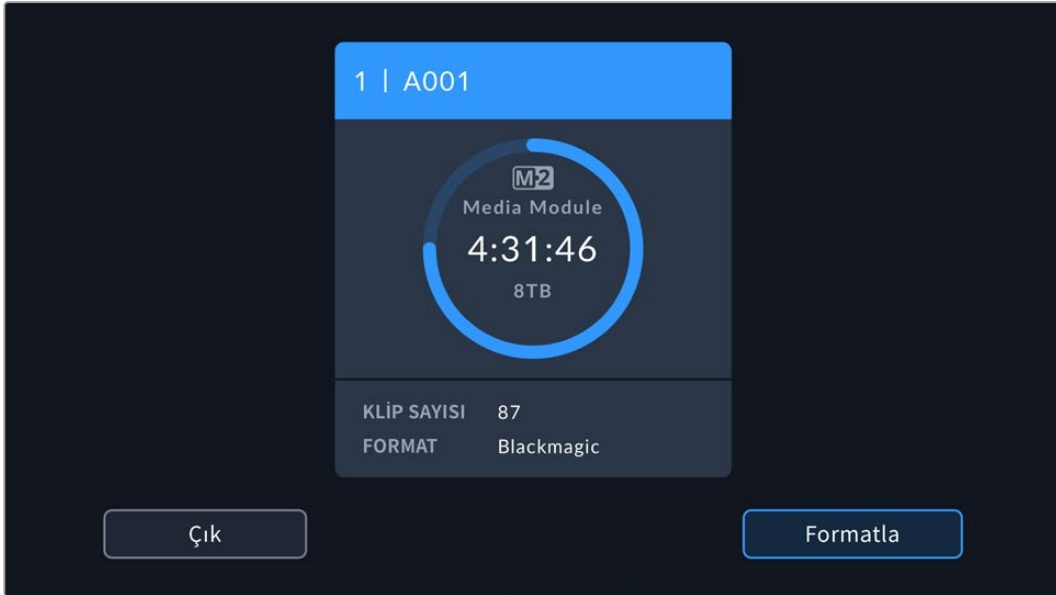 1 | A001
M2
Media Module
4:31:46
8TB
KLİP SAYISI 87
FORMAT Blackmagic
Çık
Formatla